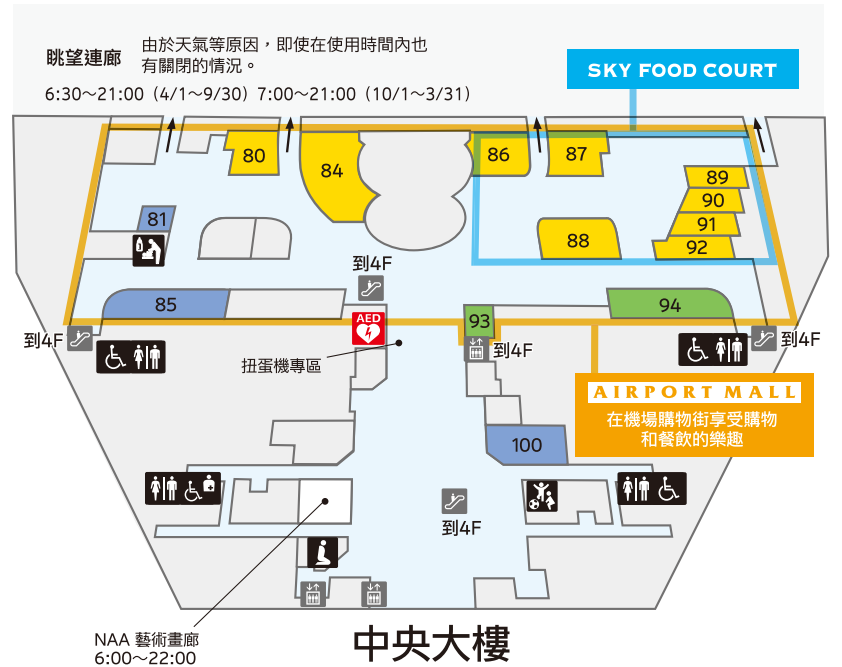 眺望連廊
由於天氣等原因，即使在使用時間內也
有關閉的情況。
6:30～21:00（4/1～9/30）7:00～21:00（10/1～3/31）
SKY FOOD COURT
80
84
86
87
89
90
91
92
88
81
85
到4F
AED
93
94
到4F
到4F
到4F
扭蛋機專區
AIRPORT MALL
在機場購物街享受購物
和餐飲的樂趣
100
到4F
NAA 藝術畫廊
6:00～22:00
中央大樓